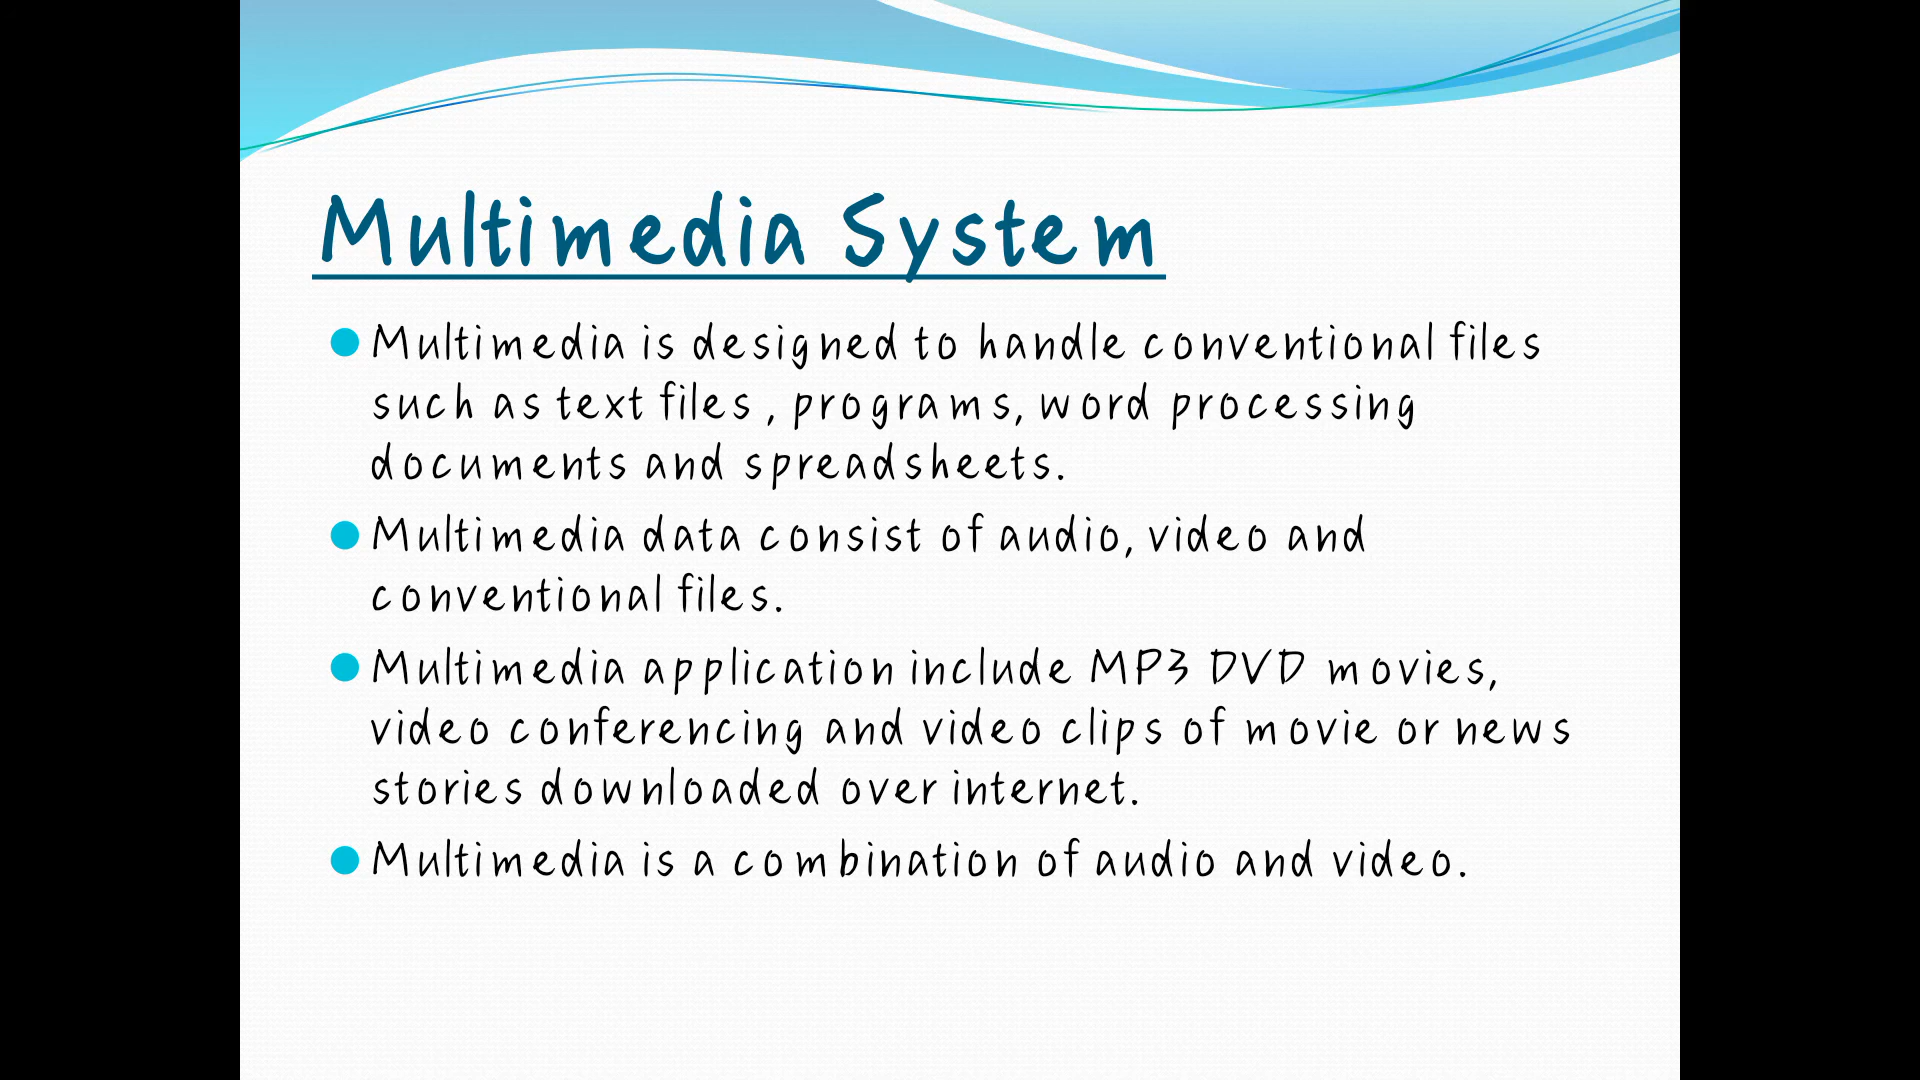 Multimedia System
Multimedia is designed to handle conventional files
such as text files , programs, word processing
documents and spreadsheets.
Multimedia data consist of audio, video and
conventional files.
Multimedia application include MP3 DVD movies,
video conferencing and video clips of movie or news
stories downloaded over internet.
Multimedia is a combination of audio and video.